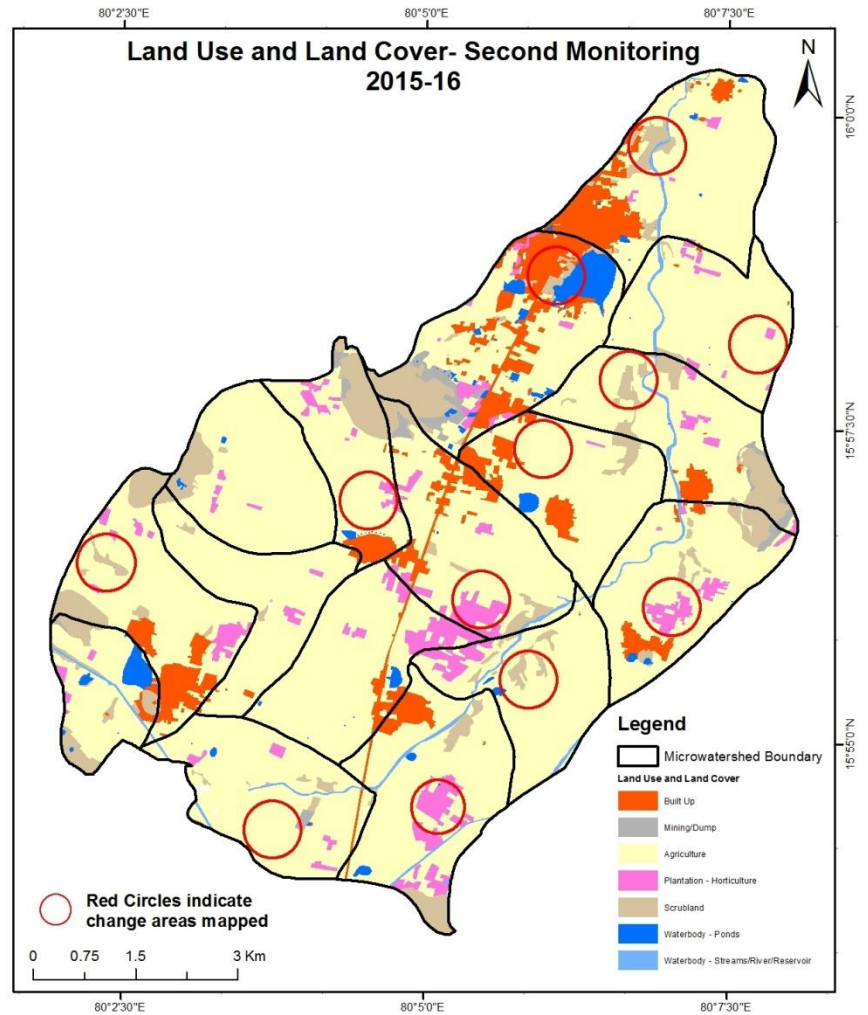 80°2'30"E
80°5'0"E
80°7'30"E
Land Use and Land Cover- Second Monitoring
2015-16
N
16°0'0"N
15°57'30"N
15°55'0"N
Legend
Microwatershed Boundary
Land Use and Land Cover
Built Up
Mining/Dump
Agriculture
Plantation - Horticulture
Scrubland
Waterbody - Ponds
Waterbody - Streams/River/Reservoir
Red Circles indicate
change areas mapped
0 0.75 1.5 3 Km
80°2'30"E
80°5'0"E
80°7'30"E